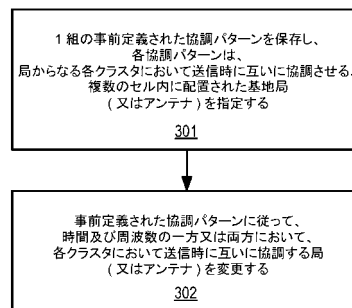 1組の事前定義された協調パターンを保存し、
各協調パターンは、
局からなる各クラスタにおいて送信時に互いに協調させる、
複数のセル内に配置された基地局
(又はアンテナ)を指定する
301
事前定義された協調パターンに従って、
時間及び周波数の一方又は両方において、
各クラスタにおいて送信時に互いに協調する局
(又はアンテナ)を変更する
302